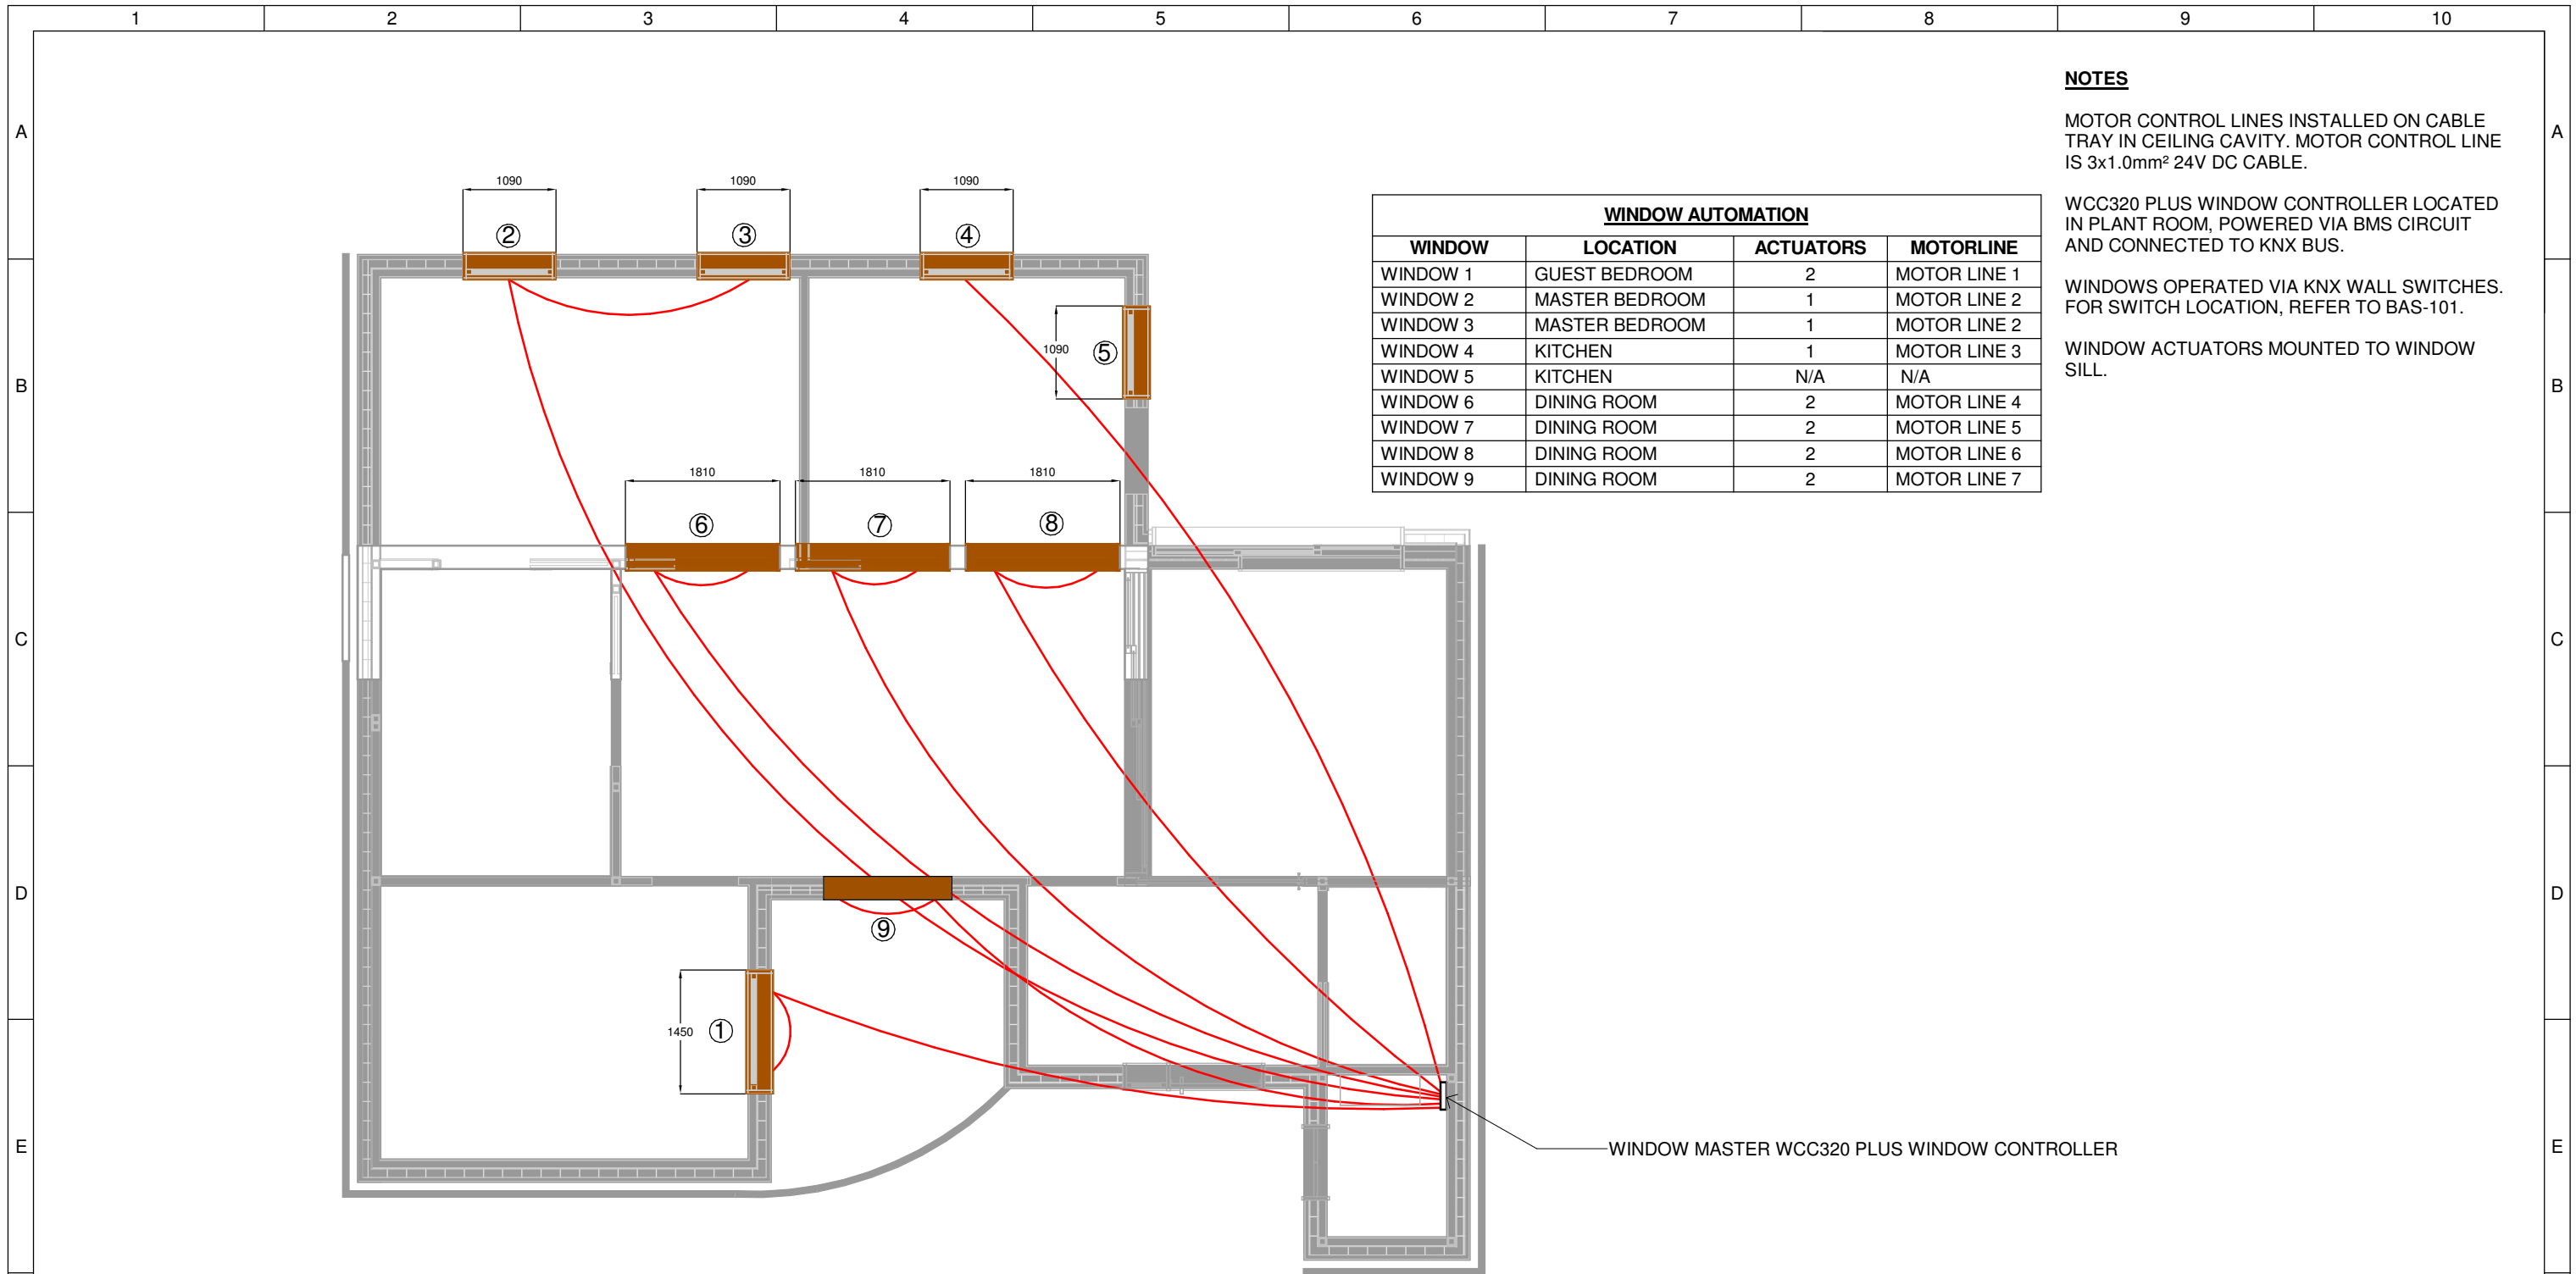 1 2 3 4 5 6 7 8 9 10
NOTES
A A
MOTOR CONTROL LINES INSTALLED ON CABLE
TRAY IN CEILING CAVITY. MOTOR CONTROL LINE
IS 3x1.0mm² 24V DC CABLE.
WCC320 PLUS WINDOW CONTROLLER LOCATED
IN PLANT ROOM, POWERED VIA BMS CIRCUIT
AND CONNECTED TO KNX BUS.
WINDOWS OPERATED VIA KNX WALL SWITCHES.
FOR SWITCH LOCATION, REFER TO BAS-101.
WINDOW ACTUATORS MOUNTED TO WINDOW
SILL.
WINDOW AUTOMATION
WINDOW LOCATION ACTUATORS MOTORLINE
WINDOW 1 GUEST BEDROOM 2 MOTOR LINE 1
WINDOW 2 MASTER BEDROOM 1 MOTOR LINE 2
WINDOW 3 MASTER BEDROOM 1 MOTOR LINE 2
WINDOW 4 KITCHEN 1 MOTOR LINE 3
WINDOW 5 KITCHEN N/A N/A
WINDOW 6 DINING ROOM 2 MOTOR LINE 4
WINDOW 7 DINING ROOM 2 MOTOR LINE 5
WINDOW 8 DINING ROOM 2 MOTOR LINE 6
WINDOW 9 DINING ROOM 2 MOTOR LINE 7
1090 1090 1090
2 3 4
1090 5
B B
1810 1810 1810
6 7 8
C C
D D
9
1450 1
E E
WINDOW MASTER WCC320 PLUS WINDOW CONTROLLER